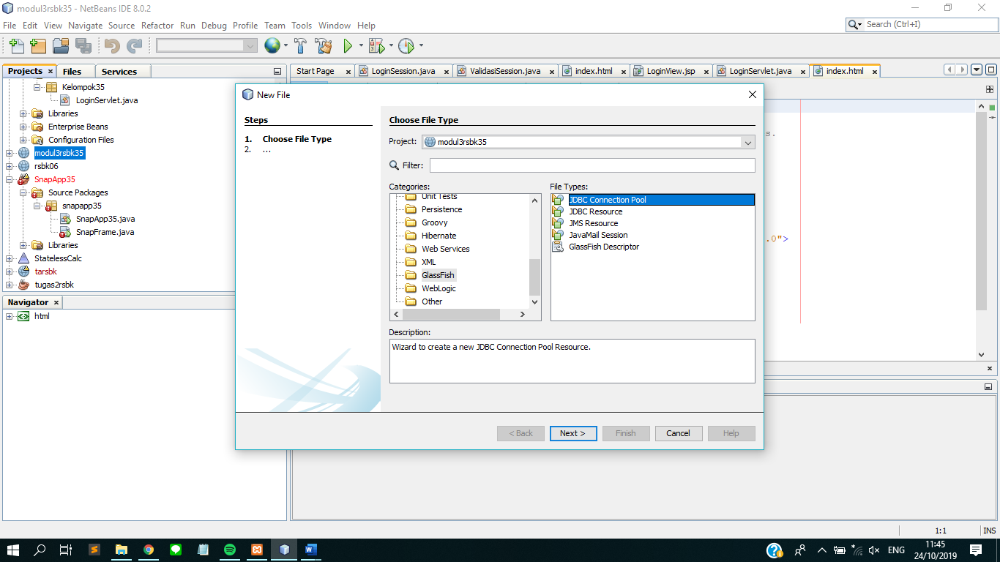 modul3rsbk35 - NetBeans IDE 8.0.2
File Edit View Navigate Source Refactor Run Debug Profile Team Tools Window Help
Search (Ctrl+I)
Projects Files Services
Start Page LoginSession.java ValidasiSession.java index.html LoginView.jsp LoginServlet.java index.html
Kelompok35
LoginServlet.java
Libraries
Enterprise Beans
Configuration Files
modul3rsbk35
rsbk06
SnapApp35
Source Packages
snapapp35
SnapApp35.java
SnapFrame.java
Libraries
StatelessCalc
tarsbk
tugas2rsbk
Navigator
html
New File
Steps
1. Choose File Type
2. ...
Choose File Type
Project: modul3rsbk35
Filter:
Categories:
Unit Tests
Persistence
Groovy
Hibernate
Web Services
XML
GlassFish
WebLogic
Other
File Types:
JDBC Connection Pool
JDBC Resource
JMS Resource
JavaMail Session
GlassFish Descriptor
Description:
Wizard to create a new JDBC Connection Pool Resource.
< Back Next > Finish Cancel Help
s.
.0">
1:1 INS
ENG
11:45
24/10/2019